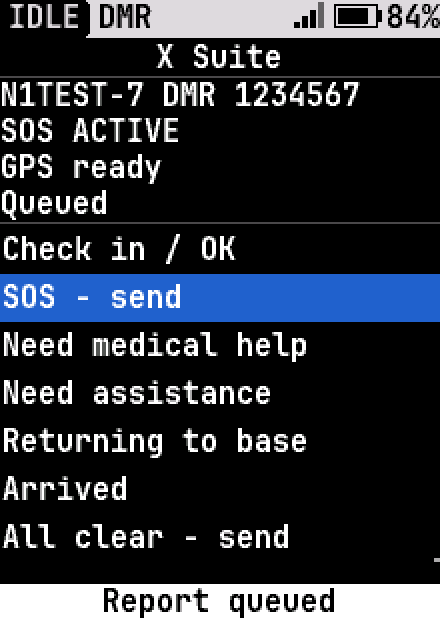 IDLE DMR 84%
X Suite
N1TEST-7 DMR 1234567
SOS ACTIVE
GPS ready
Queued
Check in / OK
SOS - send
Need medical help
Need assistance
Returning to base
Arrived
All clear - send
Report queued